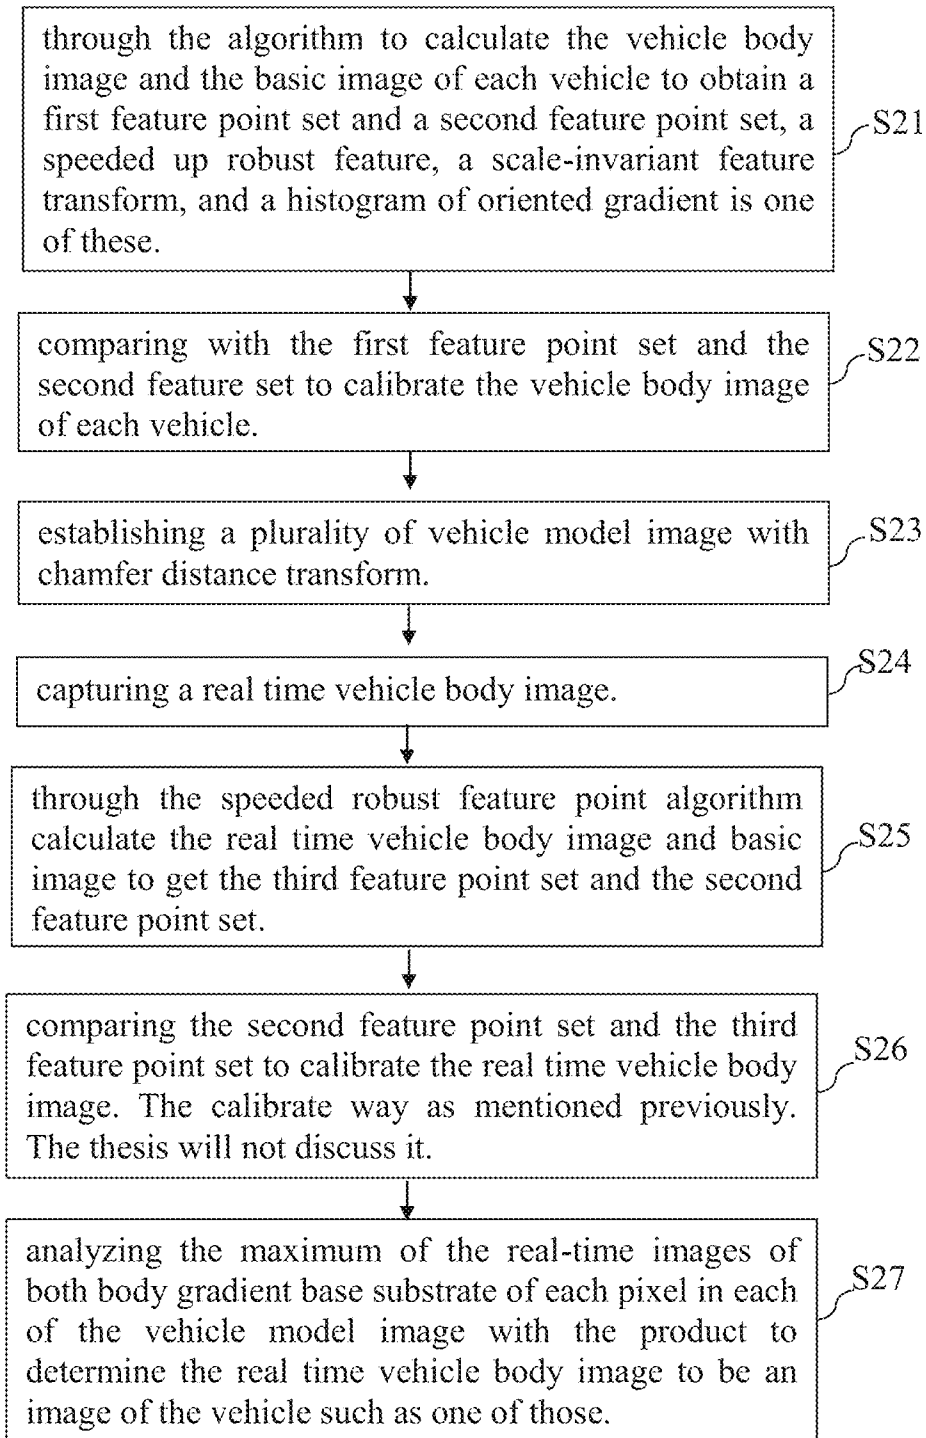 through the algorithm to calculate the vehicle body
image and the basic image of each vehicle to obtain a
first feature point set and a second feature point set, a
speeded up robust feature, a scale-invariant feature
transform, and a histogram of oriented gradient is one
of these.
S21
comparing with the first feature point set and the
second feature set to calibrate the vehicle body image
of each vehicle.
S22
establishing a plurality of vehicle model image with
chamfer distance transform.
S23
capturing a real time vehicle body image.
S24
through the speeded robust feature point algorithm
calculate the real time vehicle body image and basic
image to get the third feature point set and the second
feature point set.
S25
comparing the second feature point set and the third
feature point set to calibrate the real time vehicle body
image. The calibrate way as mentioned previously.
The thesis will not discuss it.
S26
analyzing the maximum of the real-time images of
both body gradient base substrate of each pixel in each
of the vehicle model image with the product to
determine the real time vehicle body image to be an
image of the vehicle such as one of those.
S27